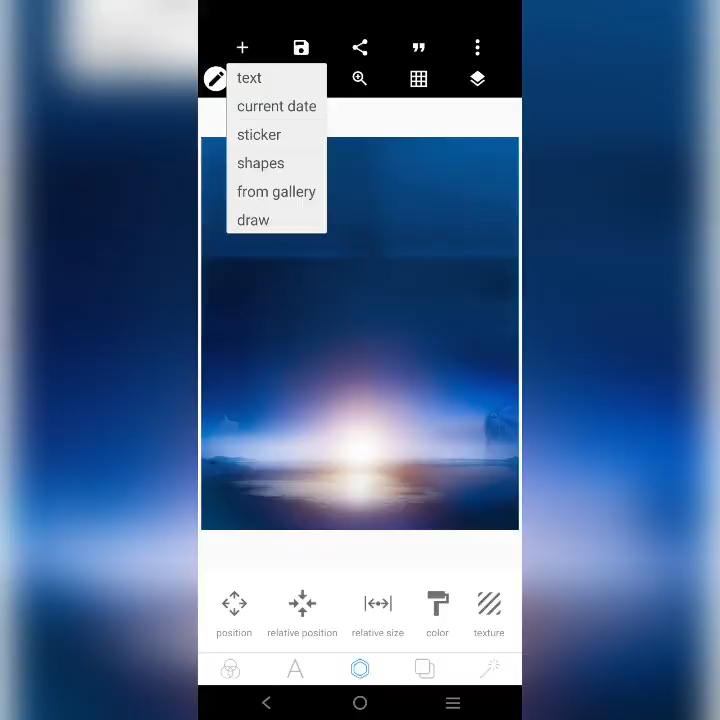 text
current date
sticker
shapes
from gallery
draw
position
relative position
relative size
color
texture